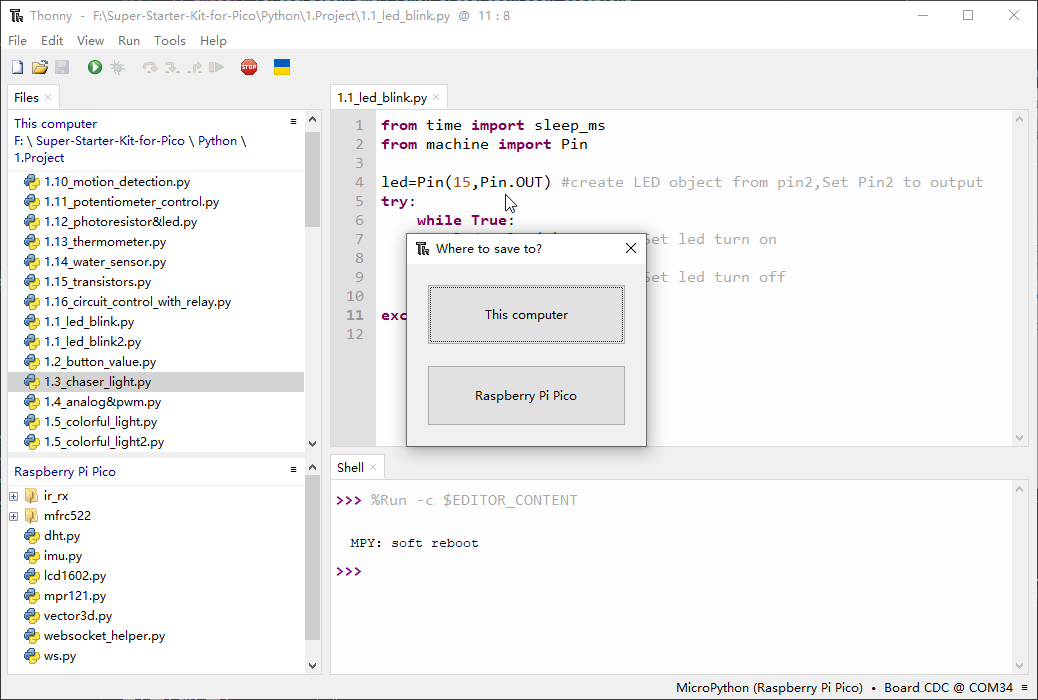 Thonny - F:\Super-Starter-Kit-for-Pico\Python\1.Project\1.1_led_blink.py @ 11 : 8
File Edit View Run Tools Help
STOP
Files ×
This computer
F: \ Super-Starter-Kit-for-Pico \ Python \
1.Project
1.10_motion_detection.py
1.11_potentiometer_control.py
1.12_photoresistor&led.py
1.13_thermometer.py
1.14_water_sensor.py
1.15_transistors.py
1.16_circuit_control_with_relay.py
1.1_led_blink.py
1.1_led_blink2.py
1.2_button_value.py
1.3_chaser_light.py
1.4_analog&pwm.py
1.5_colorful_light.py
1.5_colorful_light2.py
Raspberry Pi Pico
ir_rx
mfrc522
dht.py
imu.py
lcd1602.py
mpr121.py
vector3d.py
websocket_helper.py
ws.py
1.1_led_blink.py ×
1 from time import sleep_ms
2 from machine import Pin
3
4 led=Pin(15,Pin.OUT) #create LED object from pin2,Set Pin2 to output
5 try:
6 while True:
7 Set led turn on
8
9 Set led turn off
10
11 exc
12
Where to save to?
This computer
Raspberry Pi Pico
Shell ×
>>> %Run -c $EDITOR_CONTENT
MPY: soft reboot
>>>
MicroPython (Raspberry Pi Pico) • Board CDC @ COM34 ≡